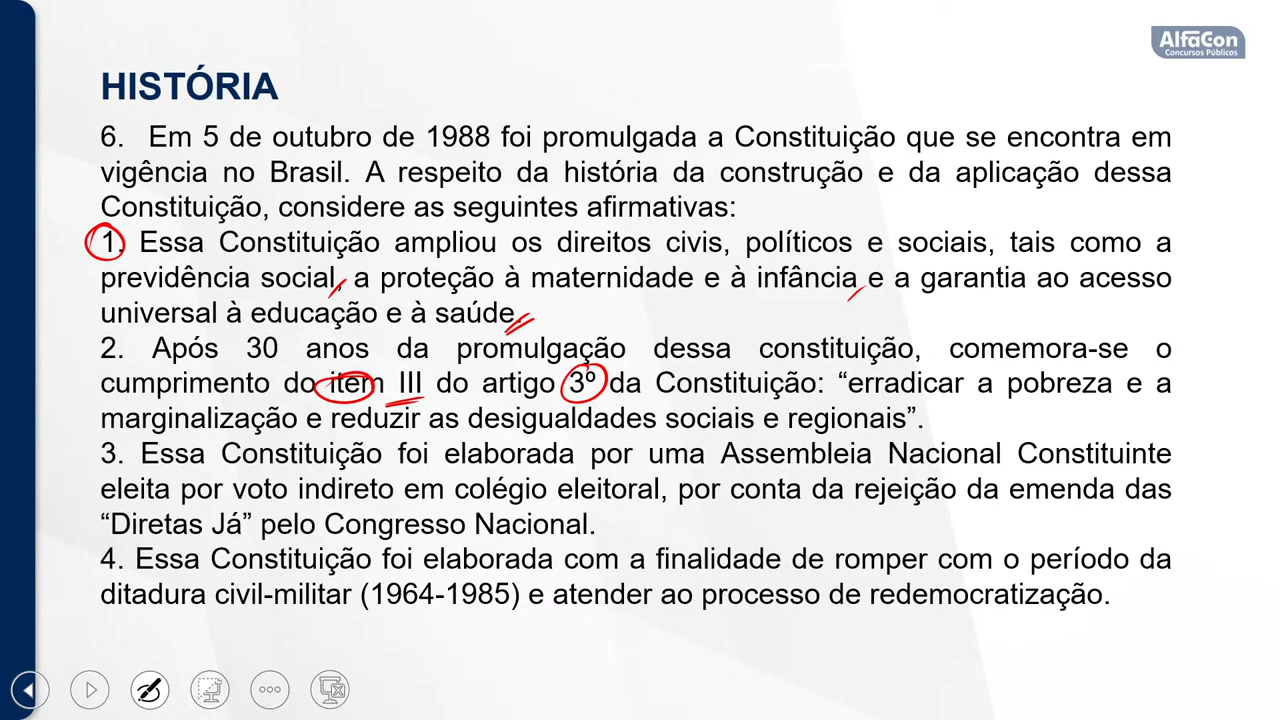 AlfaCon
Concursos Públicos
HISTÓRIA
6. Em 5 de outubro de 1988 foi promulgada a Constituição que se encontra em
vigência no Brasil. A respeito da história da construção e da aplicação dessa
Constituição, considere as seguintes afirmativas:
1. Essa Constituição ampliou os direitos civis, políticos e sociais, tais como a
previdência social, a proteção à maternidade e à infância e a garantia ao acesso
universal à educação e à saúde.
2. Após 30 anos da promulgação dessa constituição, comemora-se o
cumprimento do item III do artigo 3º da Constituição: “erradicar a pobreza e a
marginalização e reduzir as desigualdades sociais e regionais”.
3. Essa Constituição foi elaborada por uma Assembleia Nacional Constituinte
eleita por voto indireto em colégio eleitoral, por conta da rejeição da emenda das
“Diretas Já” pelo Congresso Nacional.
4. Essa Constituição foi elaborada com a finalidade de romper com o período da
ditadura civil-militar (1964-1985) e atender ao processo de redemocratização.